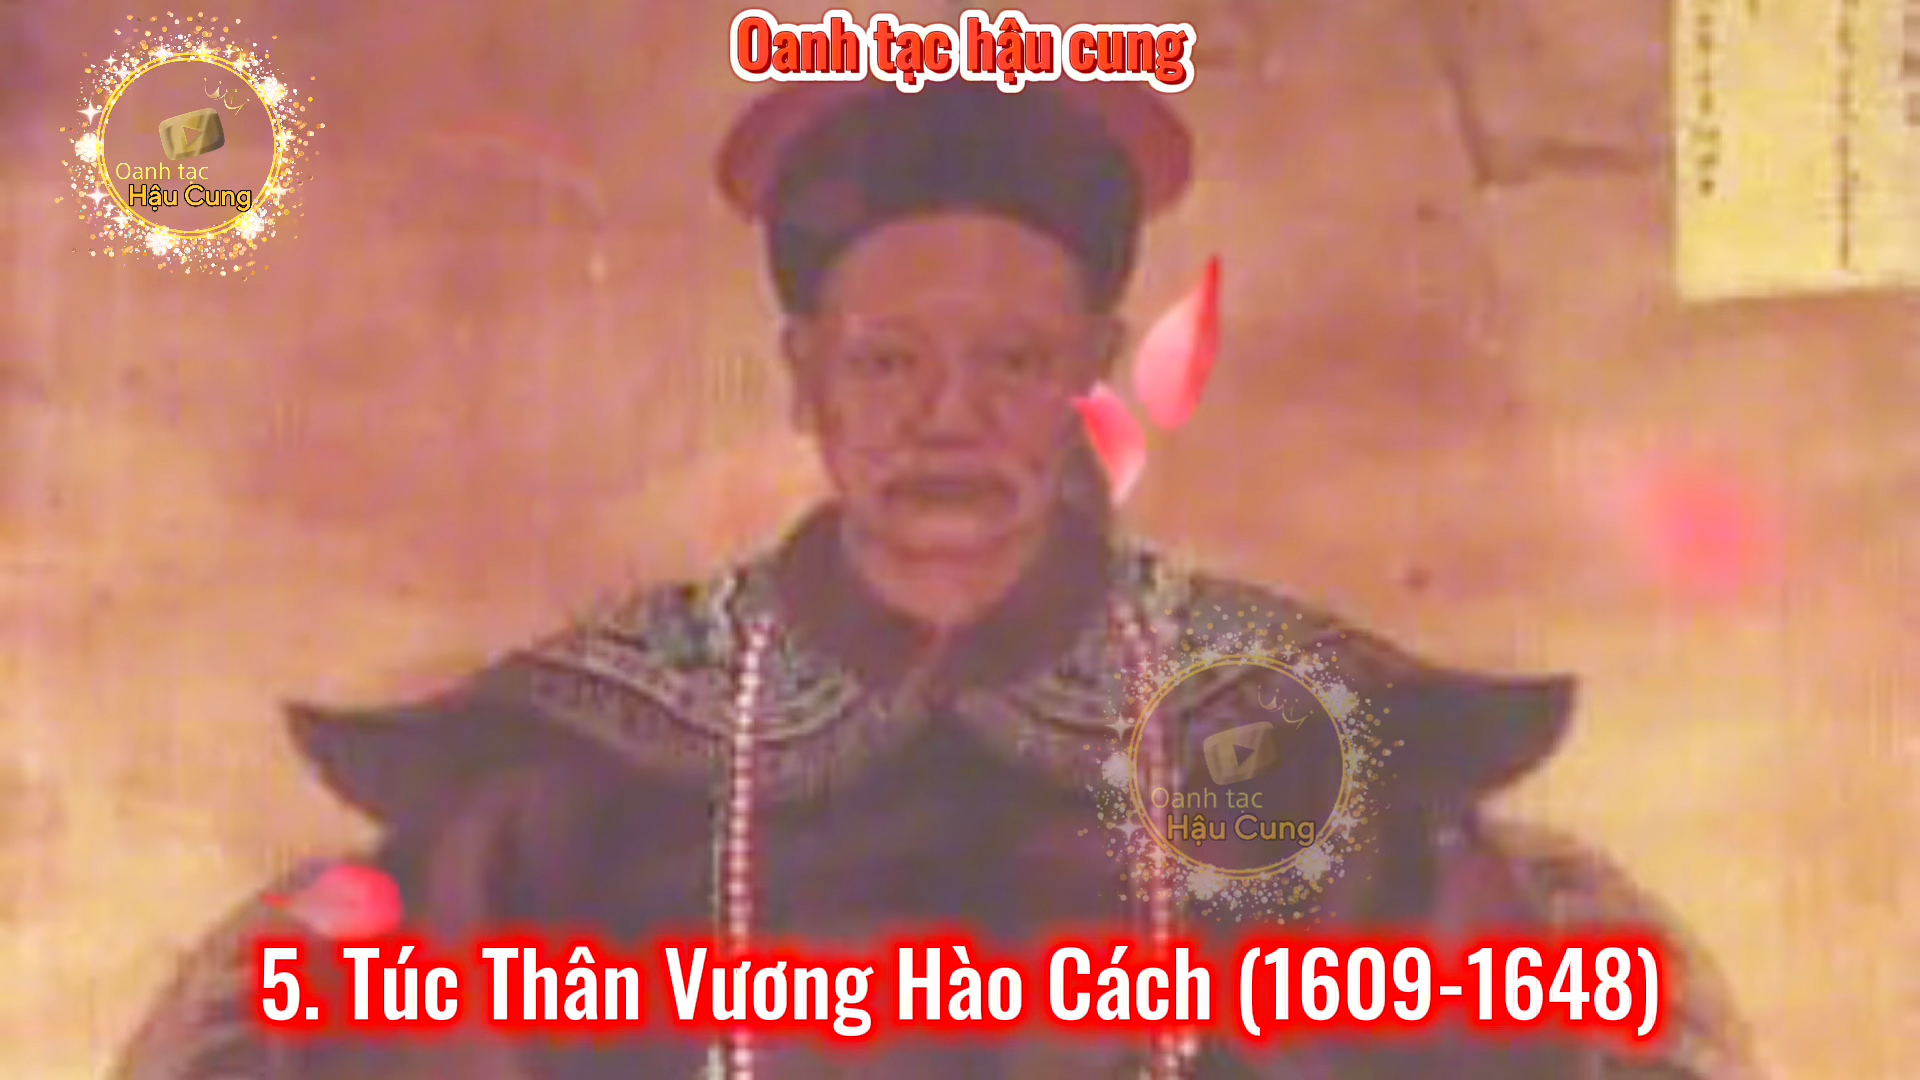 Oanh tạc hậu cung
Oanh tạc
Hậu Cung
Oanh tạc
Hậu Cung
5. Túc Thân Vương Hào Cách (1609-1648)